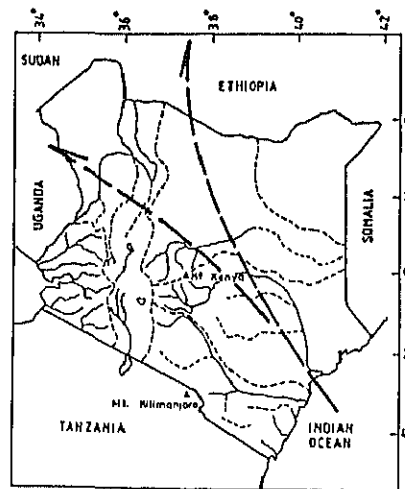 34° 36° 38° 40° 42°
SUDAN
ETHIOPIA
UGANDA
SOMALIA
Mt Kenya
Mt. Kilimanjaro
TANZANIA
INDIAN
OCEAN